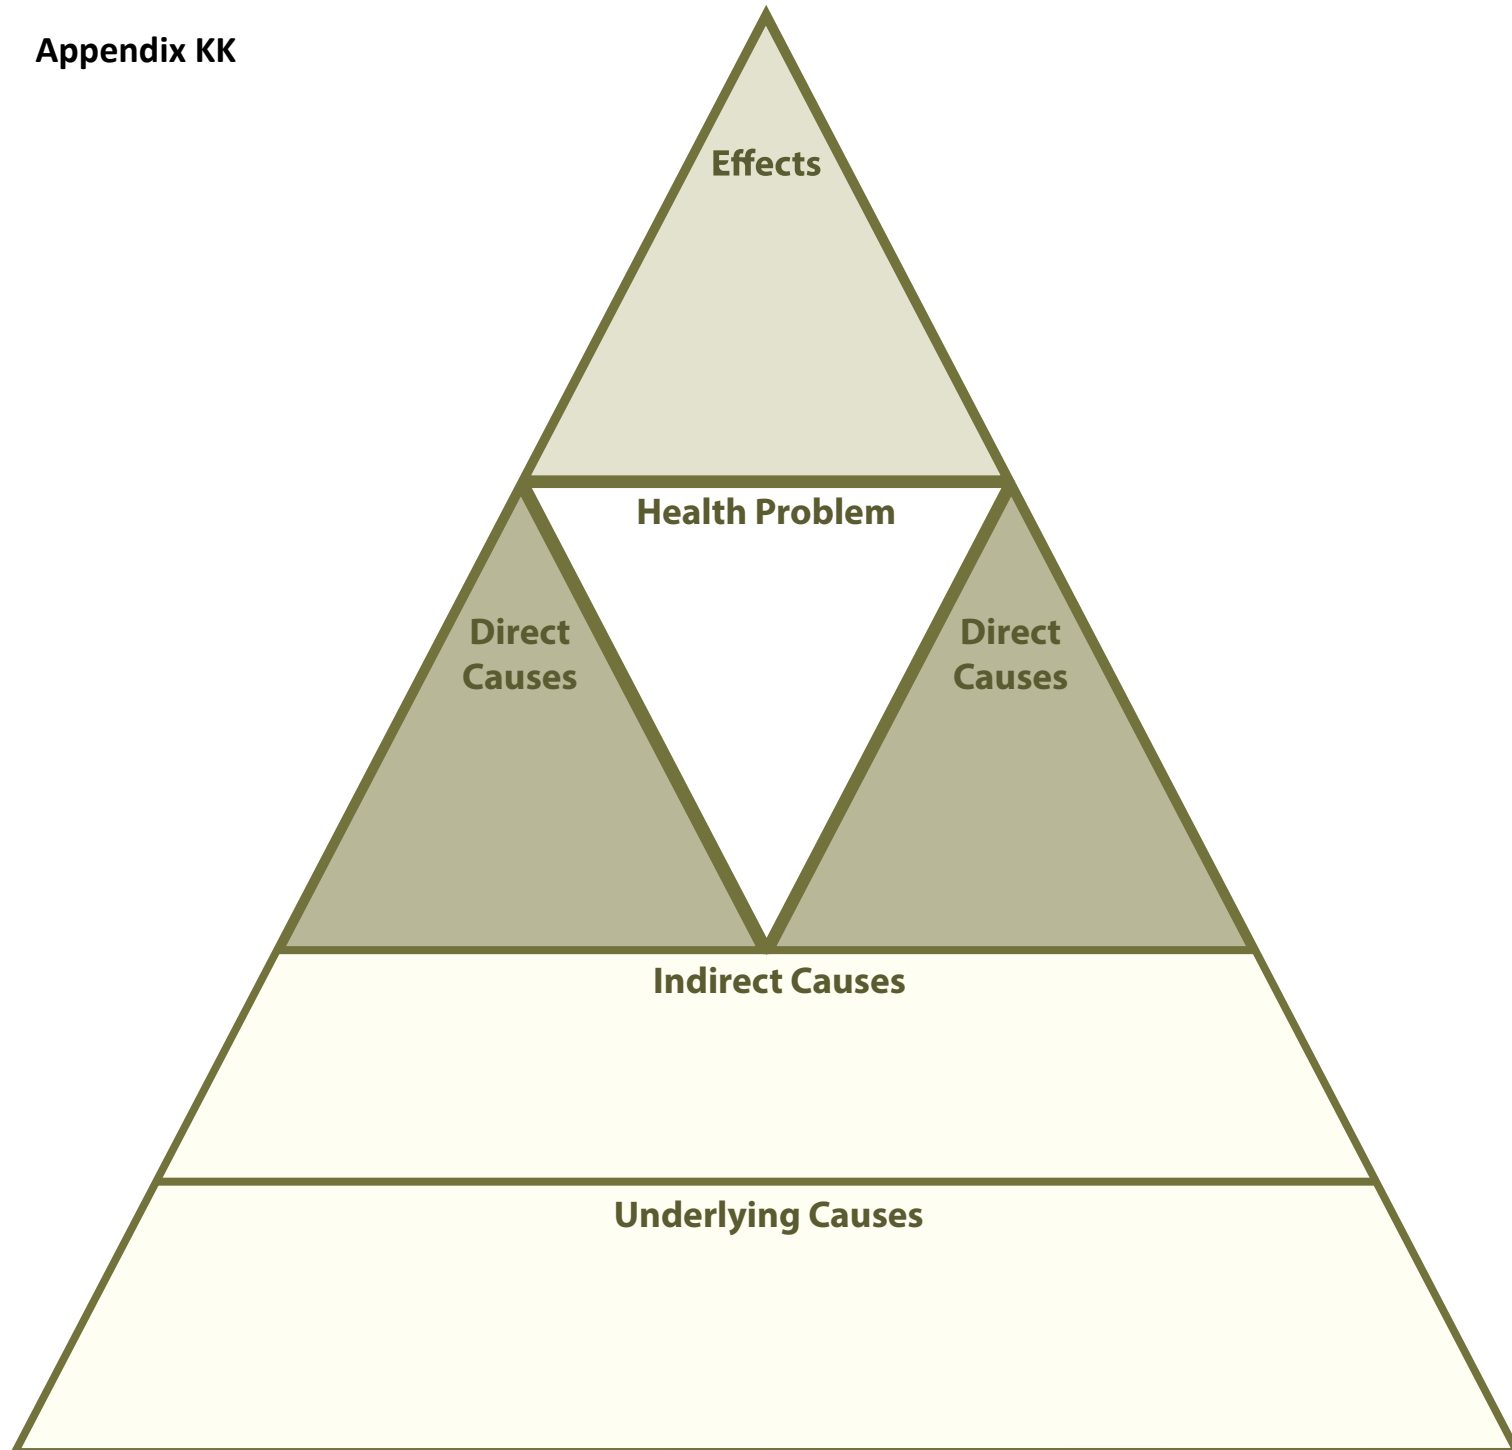 Appendix KK
Effects
Health Problem
Direct
Causes
Direct
Causes
Indirect Causes
Underlying Causes